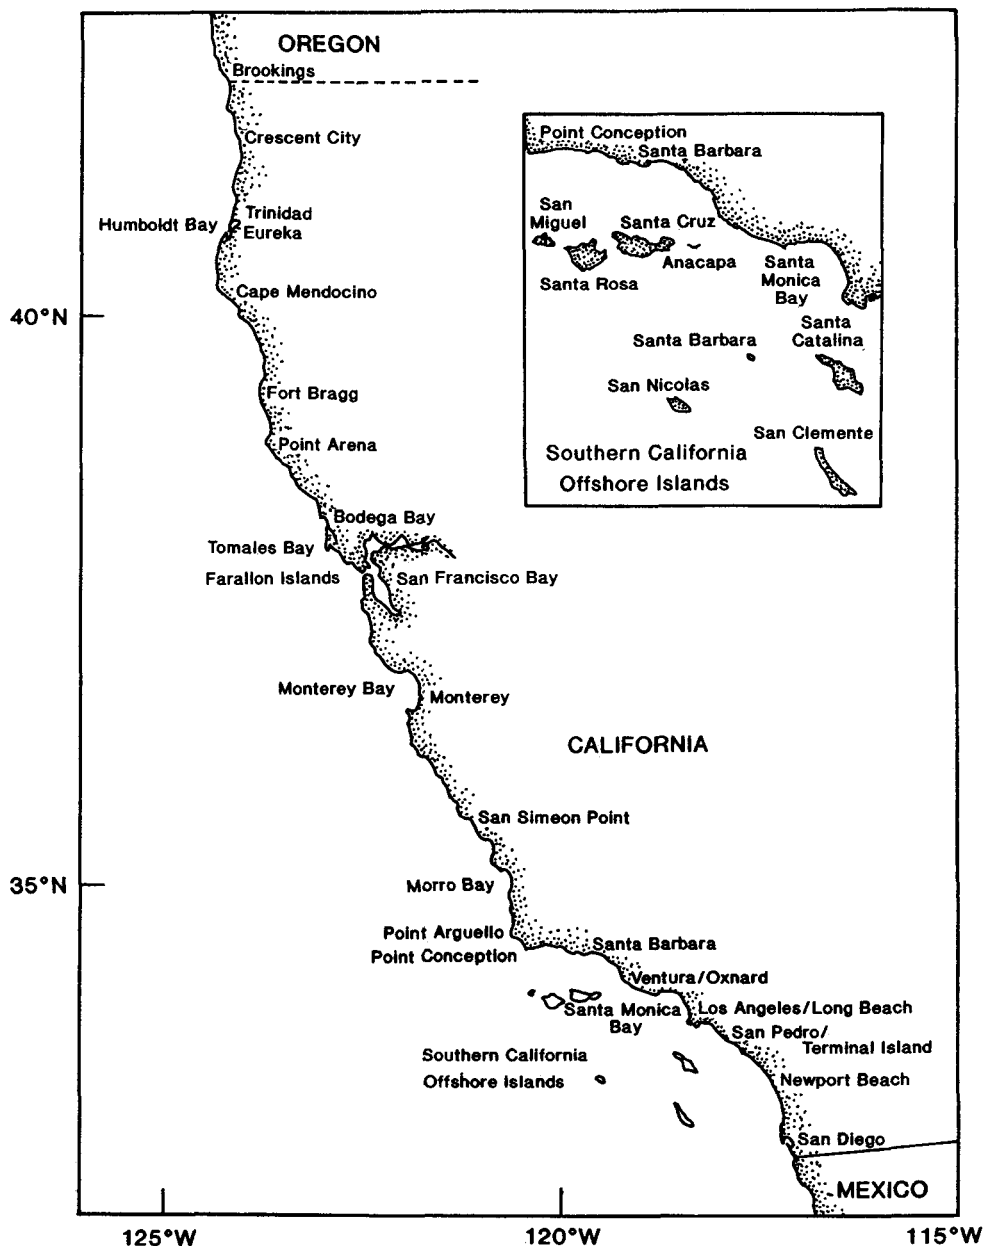 OREGON
Brookings
Crescent City
Humboldt Bay
Trinidad
Eureka
Cape Mendocino
40°N
Fort Bragg
Point Arena
Bodega Bay
Tomales Bay
Farallon Islands
San Francisco Bay
Monterey Bay
Monterey
CALIFORNIA
San Simeon Point
35°N
Morro Bay
Point Arguello
Point Conception
Santa Barbara
Ventura/Oxnard
Santa Monica
Bay
Los Angeles/Long Beach
San Pedro/
Terminal Island
Southern California
Offshore Islands
Newport Beach
San Diego
MEXICO
125°W
120°W
115°W
Point Conception
Santa Barbara
San
Miguel
Santa Cruz
Anacapa
Santa Rosa
Santa
Monica
Bay
Santa Barbara
Santa
Catalina
San Nicolas
San Clemente
Southern California
Offshore Islands